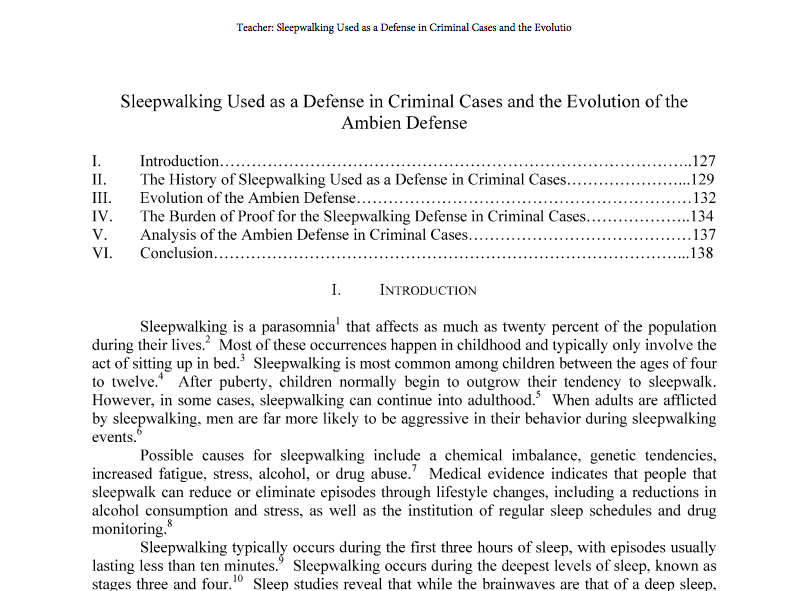 Teacher: Sleepwalking Used as a Defense in Criminal Cases and the Evolutio
Sleepwalking Used as a Defense in Criminal Cases and the Evolution of the
Ambien Defense
I. Introduction…………………………………………………………………………………..127
II. The History of Sleepwalking Used as a Defense in Criminal Cases…………………...129
III. Evolution of the Ambien Defense………………………………………………………132
IV. The Burden of Proof for the Sleepwalking Defense in Criminal Cases………………..134
V. Analysis of the Ambien Defense in Criminal Cases……………………………………137
VI. Conclusion…………………………………………………………………………………...138
I. INTRODUCTION
Sleepwalking is a parasomnia¹ that affects as much as twenty percent of the population
during their lives.² Most of these occurrences happen in childhood and typically only involve the
act of sitting up in bed.³ Sleepwalking is most common among children between the ages of four
to twelve.⁴ After puberty, children normally begin to outgrow their tendency to sleepwalk.
However, in some cases, sleepwalking can continue into adulthood.⁵ When adults are afflicted
by sleepwalking, men are far more likely to be aggressive in their behavior during sleepwalking
events.⁶
Possible causes for sleepwalking include a chemical imbalance, genetic tendencies,
increased fatigue, stress, alcohol, or drug abuse.⁷ Medical evidence indicates that people that
sleepwalk can reduce or eliminate episodes through lifestyle changes, including a reductions in
alcohol consumption and stress, as well as the institution of regular sleep schedules and drug
monitoring.⁸
Sleepwalking typically occurs during the first three hours of sleep, with episodes usually
lasting less than ten minutes.⁹ Sleepwalking occurs during the deepest levels of sleep, known as
stages three and four.¹⁰ Sleep studies reveal that while the brainwaves are that of a deep sleep,